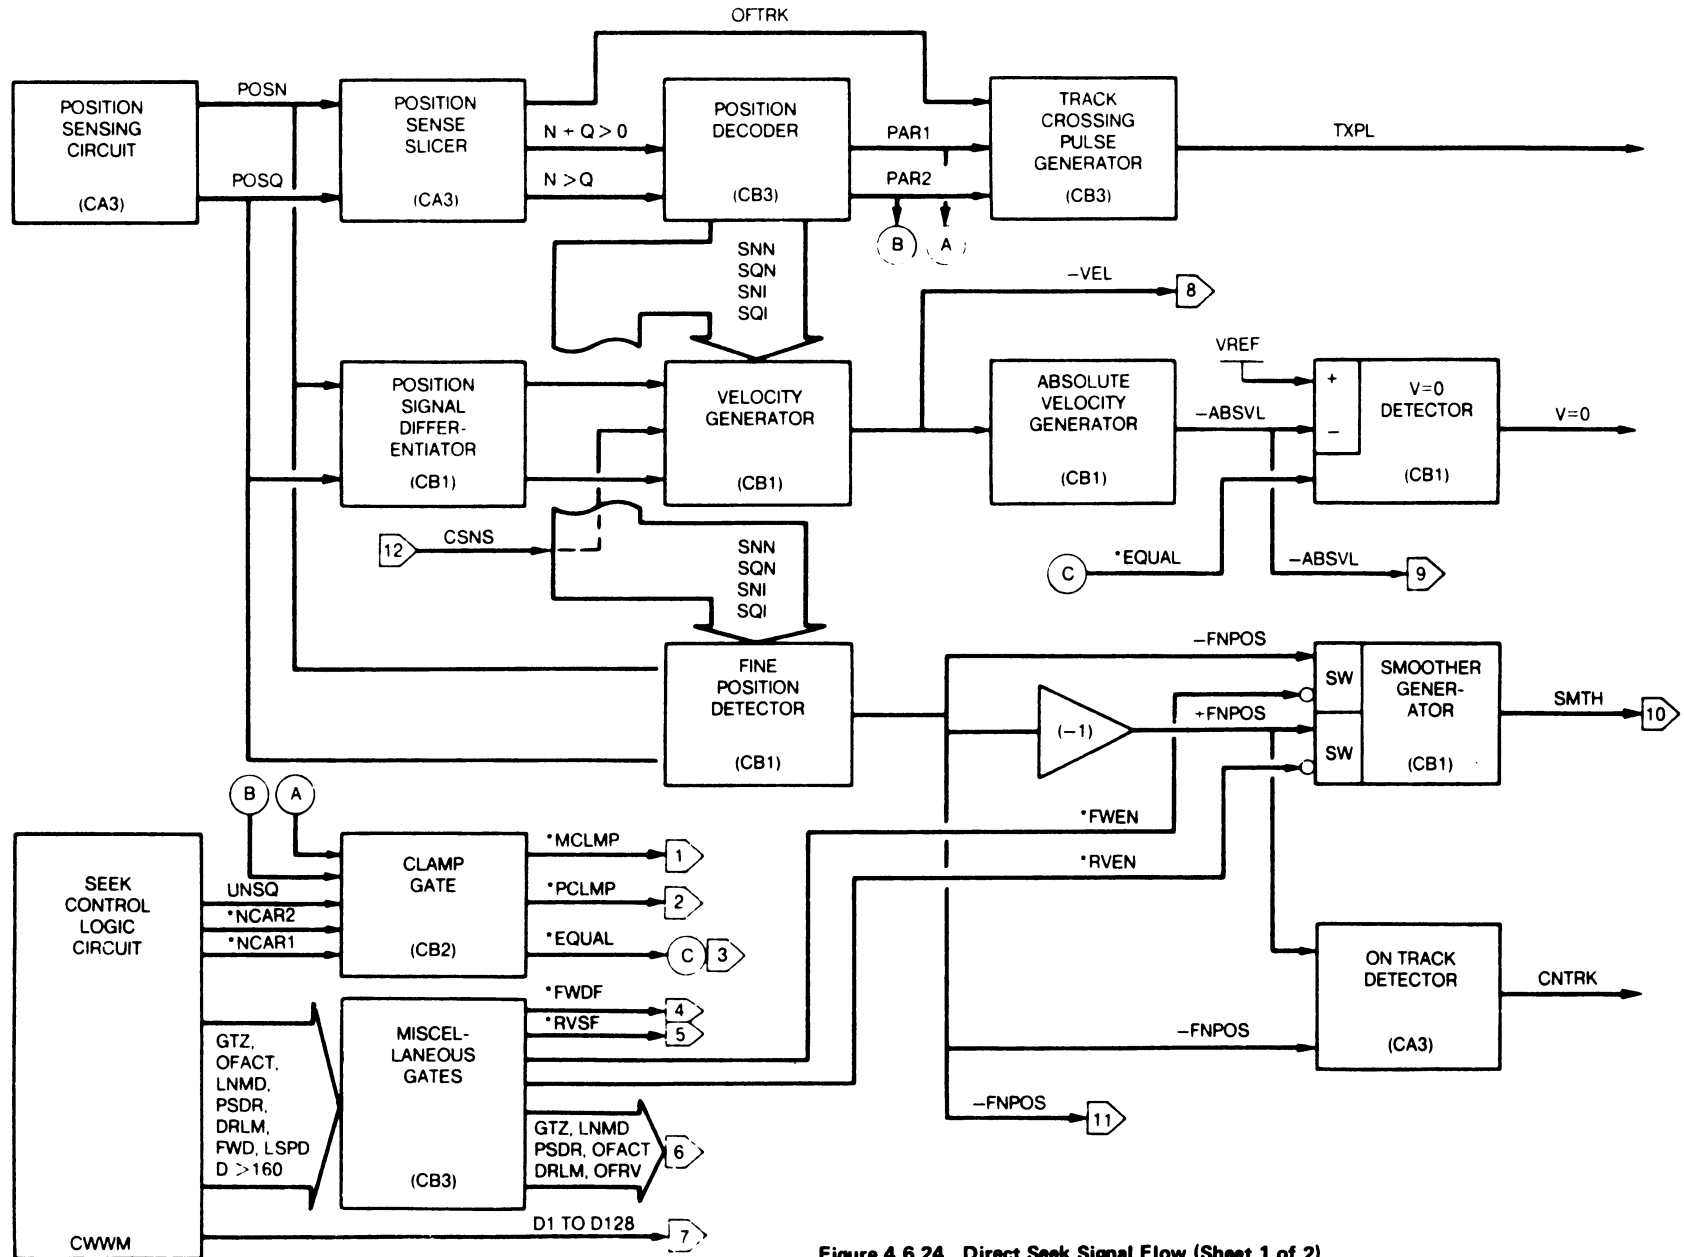 OFTRK
POSITION
SENSING
CIRCUIT
(CA3)
POSN
POSQ
POSITION
SENSE
SLICER
(CA3)
N + Q > 0
N > Q
POSITION
DECODER
(CB3)
PAR1
PAR2
B
A
TRACK
CROSSING
PULSE
GENERATOR
(CB3)
TXPL
SNN
SQN
SNI
SQI
−VEL
8
POSITION
SIGNAL
DIFFER-
ENTIATOR
(CB1)
VELOCITY
GENERATOR
(CB1)
ABSOLUTE
VELOCITY
GENERATOR
(CB1)
−ABSVL
VREF
+
−
V=0
DETECTOR
(CB1)
V=0
12
CSNS
SNN
SQN
SNI
SQI
C
*EQUAL
−ABSVL
9
FINE
POSITION
DETECTOR
(CB1)
−FNPOS
(−1)
+FNPOS
SW
SW
SMOOTHER
GENER-
ATOR
(CB1)
SMTH
10
*FWEN
*RVEN
B
A
SEEK
CONTROL
LOGIC
CIRCUIT
CWWM
UNSQ
*NCAR2
*NCAR1
CLAMP
GATE
(CB2)
*MCLMP
1
*PCLMP
2
*EQUAL
C
3
*FWDF
4
*RVSF
5
GTZ,
OFACT,
LNMD,
PSDR,
DRLM,
FWD, LSPD
D >160
MISCEL-
LANEOUS
GATES
(CB3)
GTZ, LNMD
PSDR, OFACT
DRLM, OFRV
6
D1 TO D128
7
ON TRACK
DETECTOR
(CA3)
CNTRK
−FNPOS
−FNPOS
11
Figure 4.6.24 Direct Seek Signal Flow (Sheet 1 of 2)